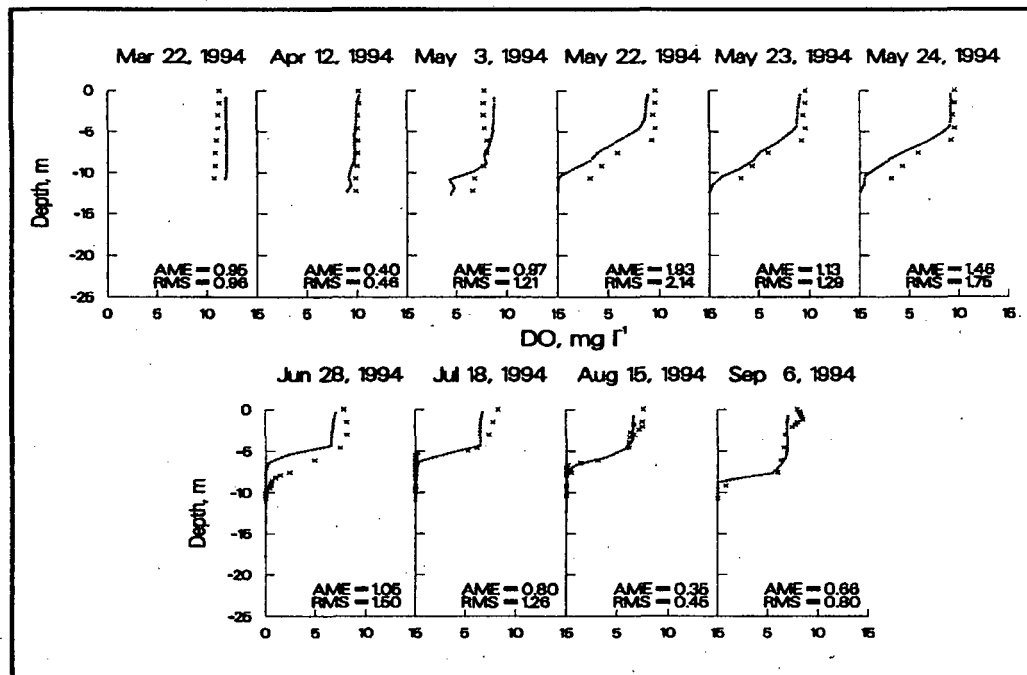 Mar 22, 1994 Apr 12, 1994 May 3, 1994 May 22, 1994 May 23, 1994 May 24, 1994
0
-5
-10
-15
-20
-25
Depth, m
AME = 0.95 AME = 0.40 AME = 0.97 AME = 1.93 AME = 1.13 AME = 1.46
RMS = 0.96 RMS = 0.46 RMS = 1.21 RMS = 2.14 RMS = 1.29 RMS = 1.75
0 5 10 15 5 10 15 5 10 15 5 10 15 5 10 15 5 10 15
DO, mg l-1
Jun 28, 1994 Jul 18, 1994 Aug 15, 1994 Sep 6, 1994
0
-5
-10
-15
-20
-25
Depth, m
AME = 1.05 AME = 0.80 AME = 0.35 AME = 0.66
RMS = 1.50 RMS = 1.26 RMS = 0.45 RMS = 0.80
0 5 10 15 5 10 15 5 10 15 5 10 15